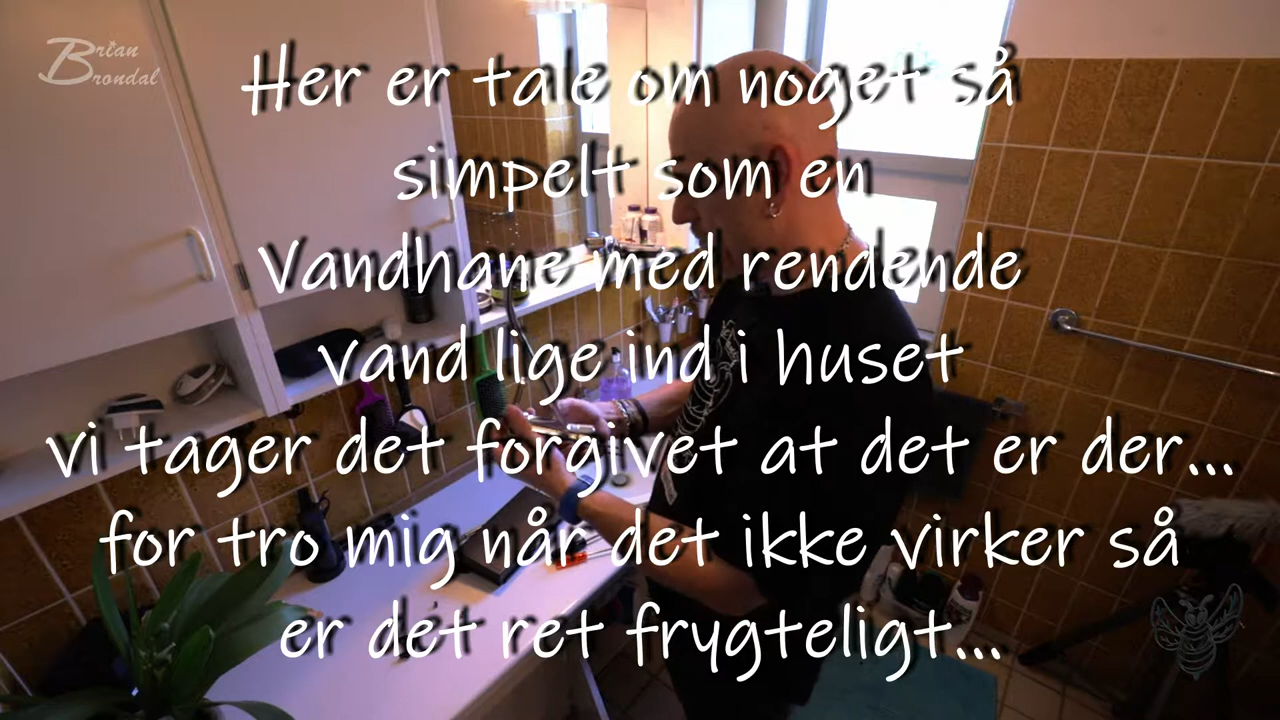 Brian
Brondal
Her er tale om noget så
simpelt som en
Vandhane med rendende
vand lige ind i huset
vi tager det forgivet at det er der...
for tro mig når det ikke virker så
er det ret frygteligt...